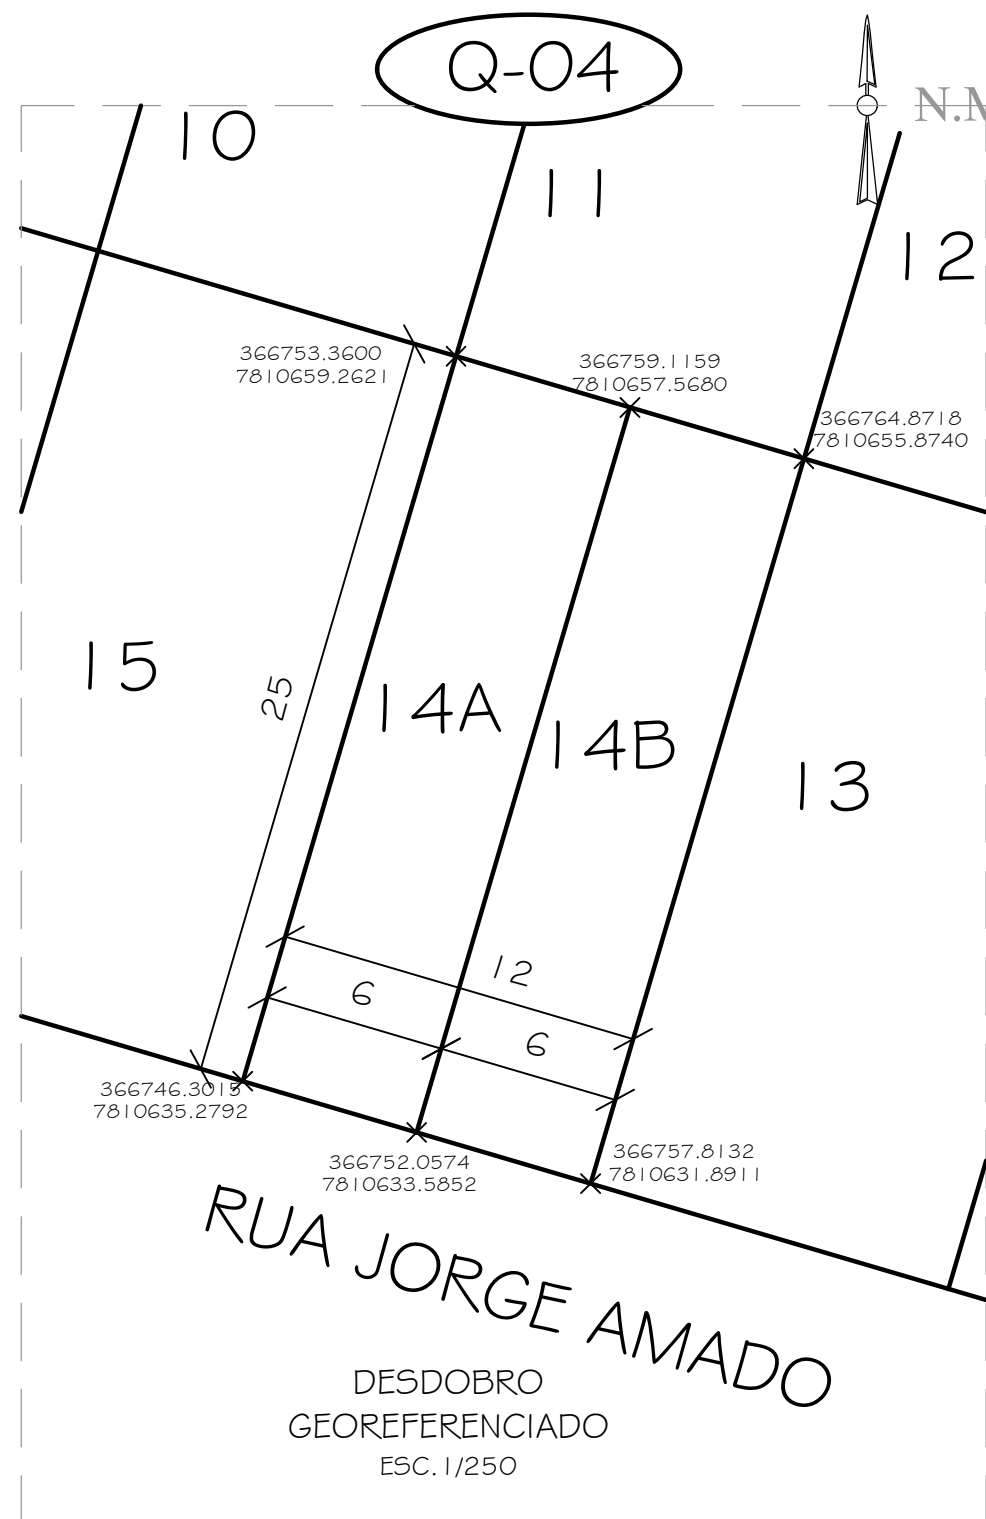 Q-04
N.M
10
11
12
366753.3600
7810659.2621
366759.1159
7810657.5680
366764.8718
7810655.8740
15
25
14A
14B
13
12
6
6
366746.3015
7810635.2792
366752.0574
7810633.5852
366757.8132
7810631.8911
RUA JORGE AMADO
DESDOBRO
GEOREFERENCIADO
ESC. 1/250